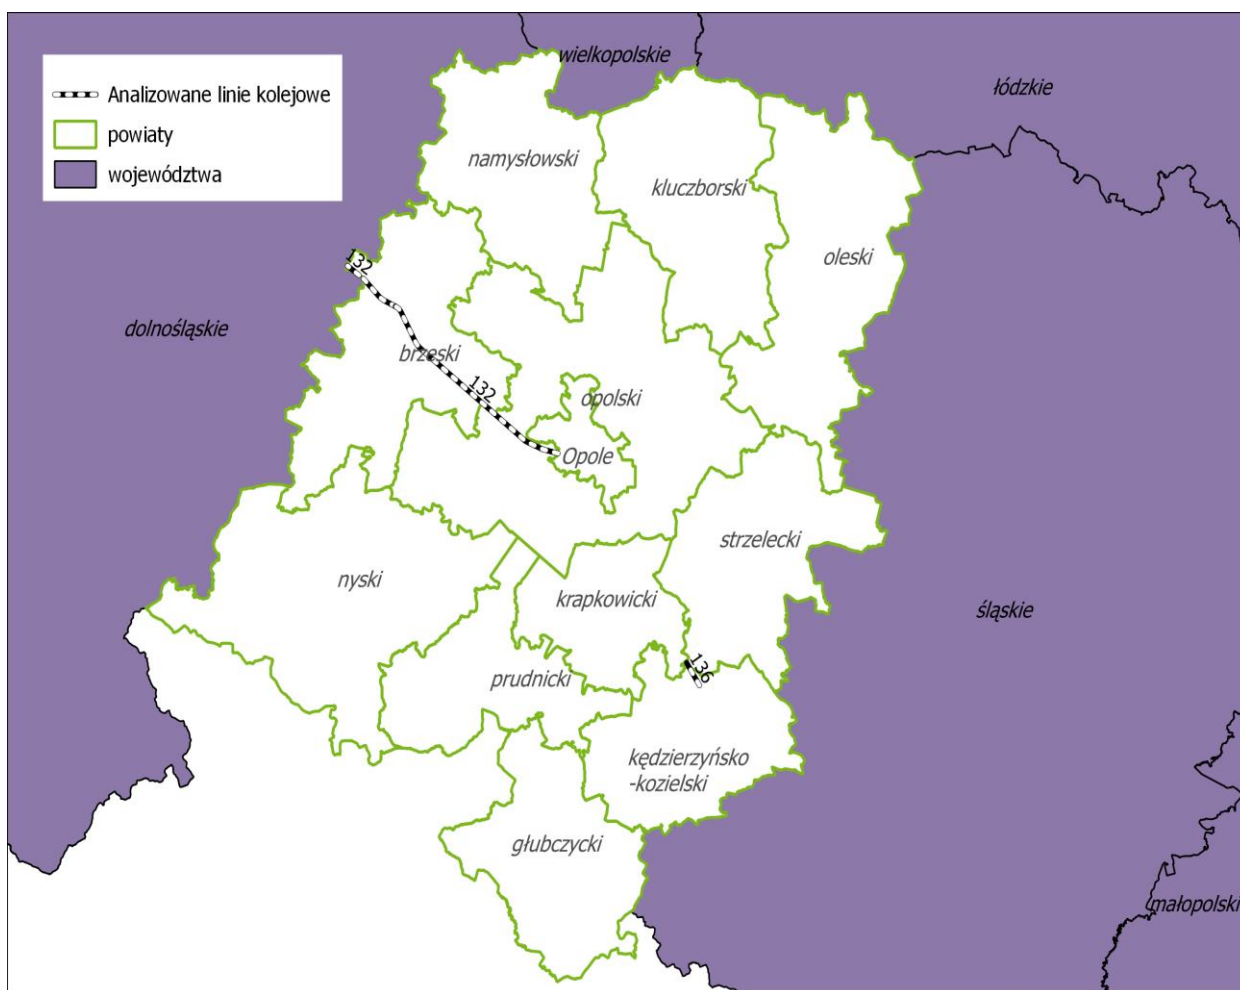 wielkopolskie
Analizowane linie kolejowe
powiaty
województwa
łódzkie
namysłowski
kluczborski
oleski
132
dolnośląskie
brzeski
132
opolski
Opole
strzelecki
nyski
krapkowicki
śląskie
136
prudnicki
kędzierzyńsko
-kozielski
głubczycki
małopolski